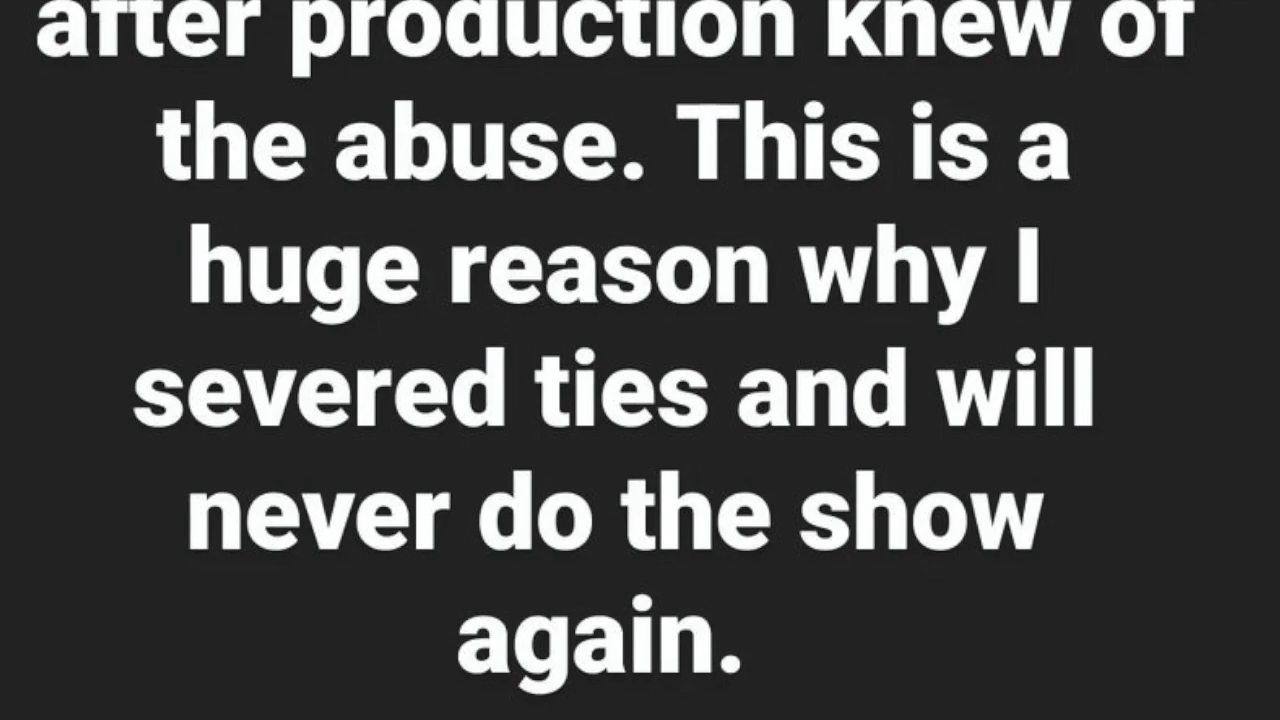 after production knew of
the abuse. This is a
huge reason why I
severed ties and will
never do the show
again.